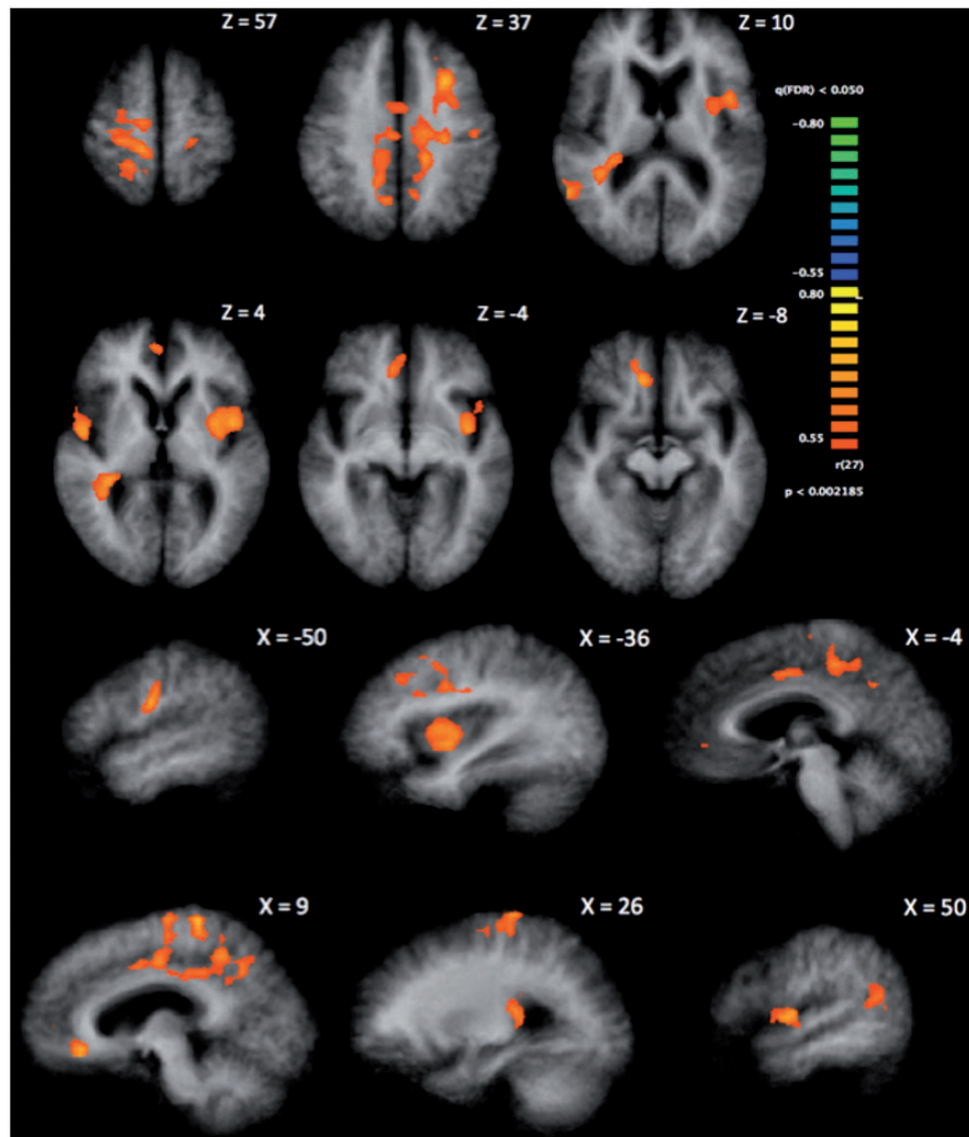 Z = 57
Z = 37
Z = 10
q(FDR) < 0.050
-0.80
-0.55
0.80
0.55
r(27)
p < 0.002185
Z = 4
Z = -4
Z = -8
X = -50
X = -36
X = -4
X = 9
X = 26
X = 50